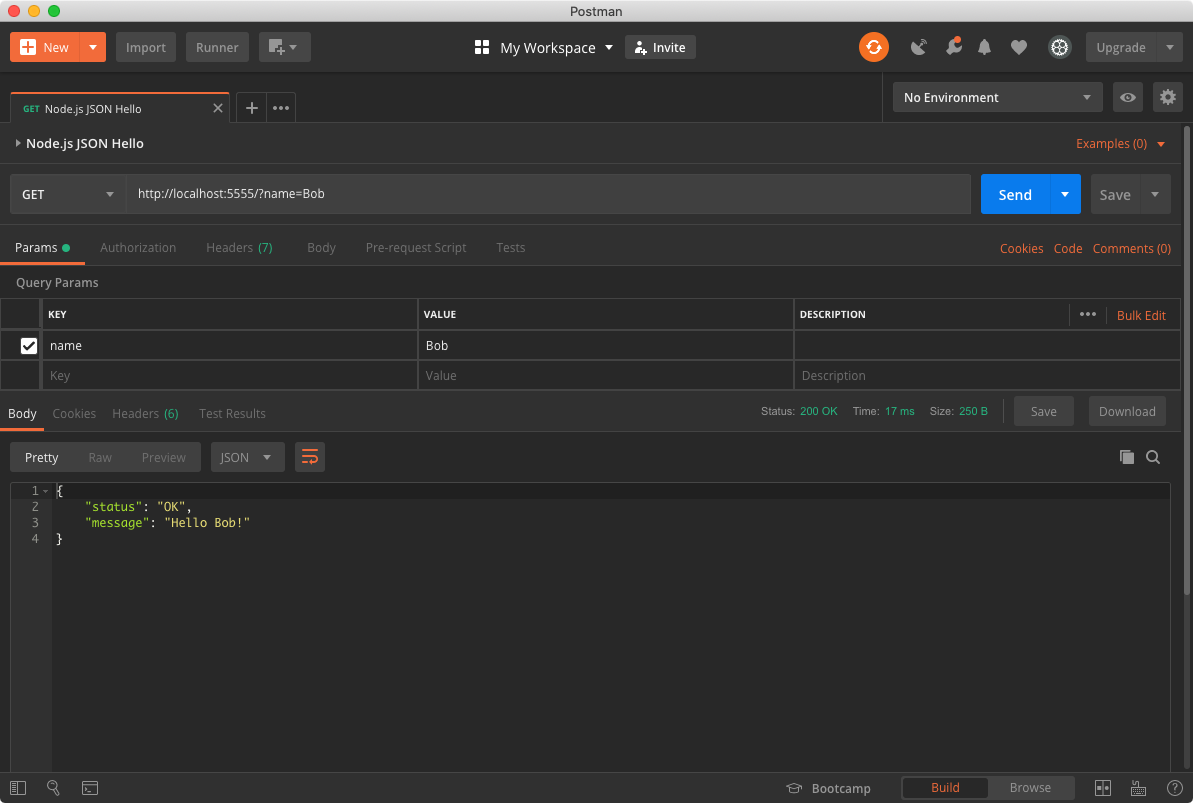 Postman
New Import Runner My Workspace Invite Upgrade
GET Node.js JSON Hello No Environment
Node.js JSON Hello Examples (0)
GET http://localhost:5555/?name=Bob Send Save
Params Authorization Headers (7) Body Pre-request Script Tests Cookies Code Comments (0)
Query Params
KEY VALUE DESCRIPTION ••• Bulk Edit
name Bob
Key Value Description
Body Cookies Headers (6) Test Results Status: 200 OK Time: 17 ms Size: 250 B Save Download
Pretty Raw Preview JSON
1 {
2 "status": "OK",
3 "message": "Hello Bob!"
4 }
Bootcamp Build Browse ?